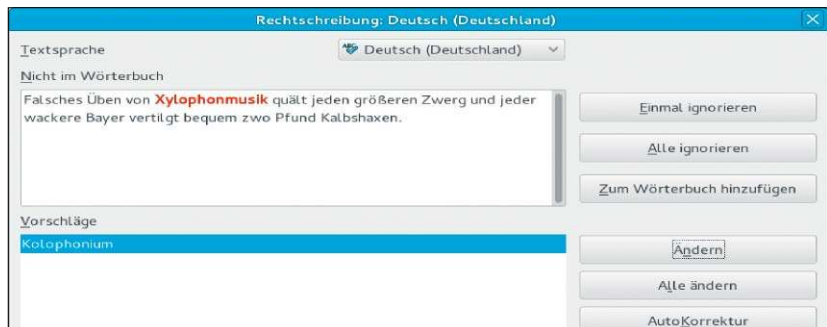 Rechtschreibung: Deutsch (Deutschland)
Textsprache
Deutsch (Deutschland)
Nicht im Wörterbuch
Falsches Üben von Xylophonmusik quält jeden größeren Zwerg und jeder
wackere Bayer vertilgt bequem zwo Pfund Kalbshaxen.
Einmal ignorieren
Alle ignorieren
Zum Wörterbuch hinzufügen
Vorschläge
Kolophonium
Ändern
Alle ändern
AutoKorrektur